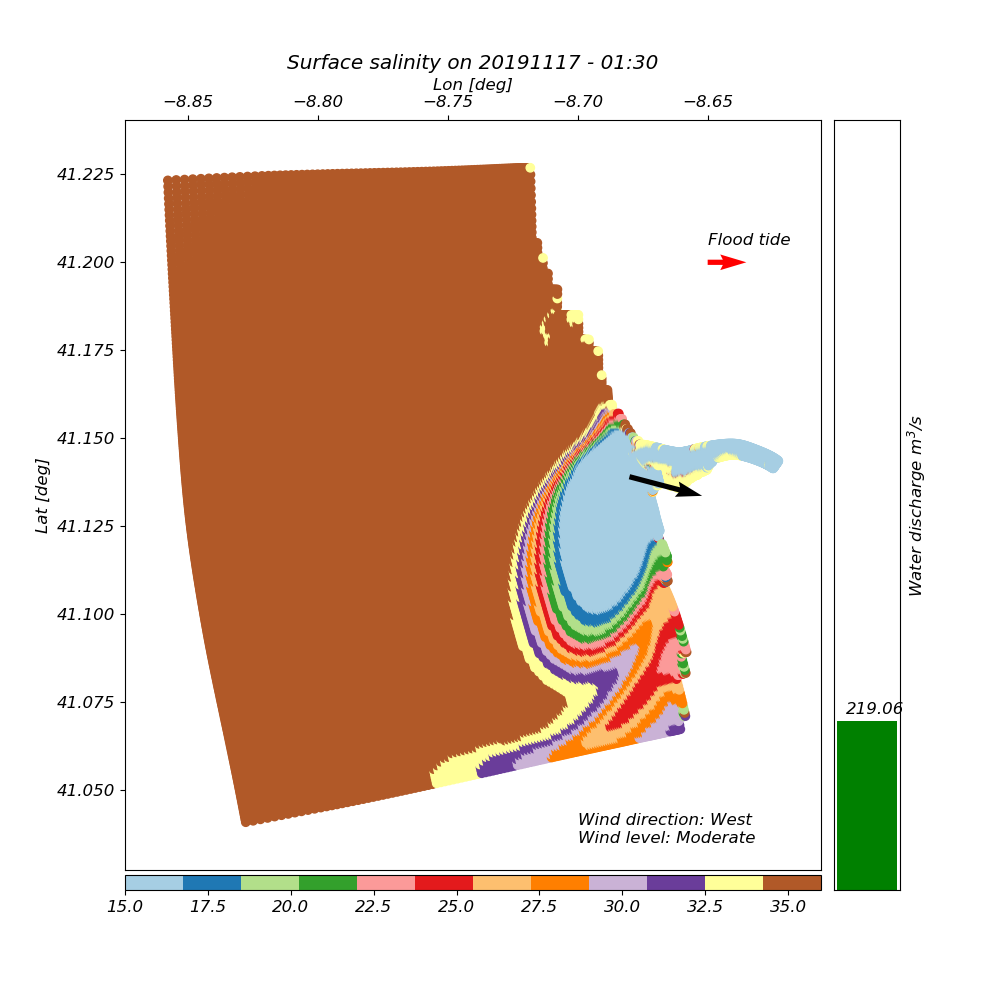 Surface salinity on 20191117 - 01:30
Lon [deg]
−8.85 −8.80 −8.75 −8.70 −8.65
41.225
41.200
41.175
41.150
41.125
41.100
41.075
41.050
Lat [deg]
Flood tide
Wind direction: West
Wind level: Moderate
219.06
Water discharge m³/s
15.0 17.5 20.0 22.5 25.0 27.5 30.0 32.5 35.0